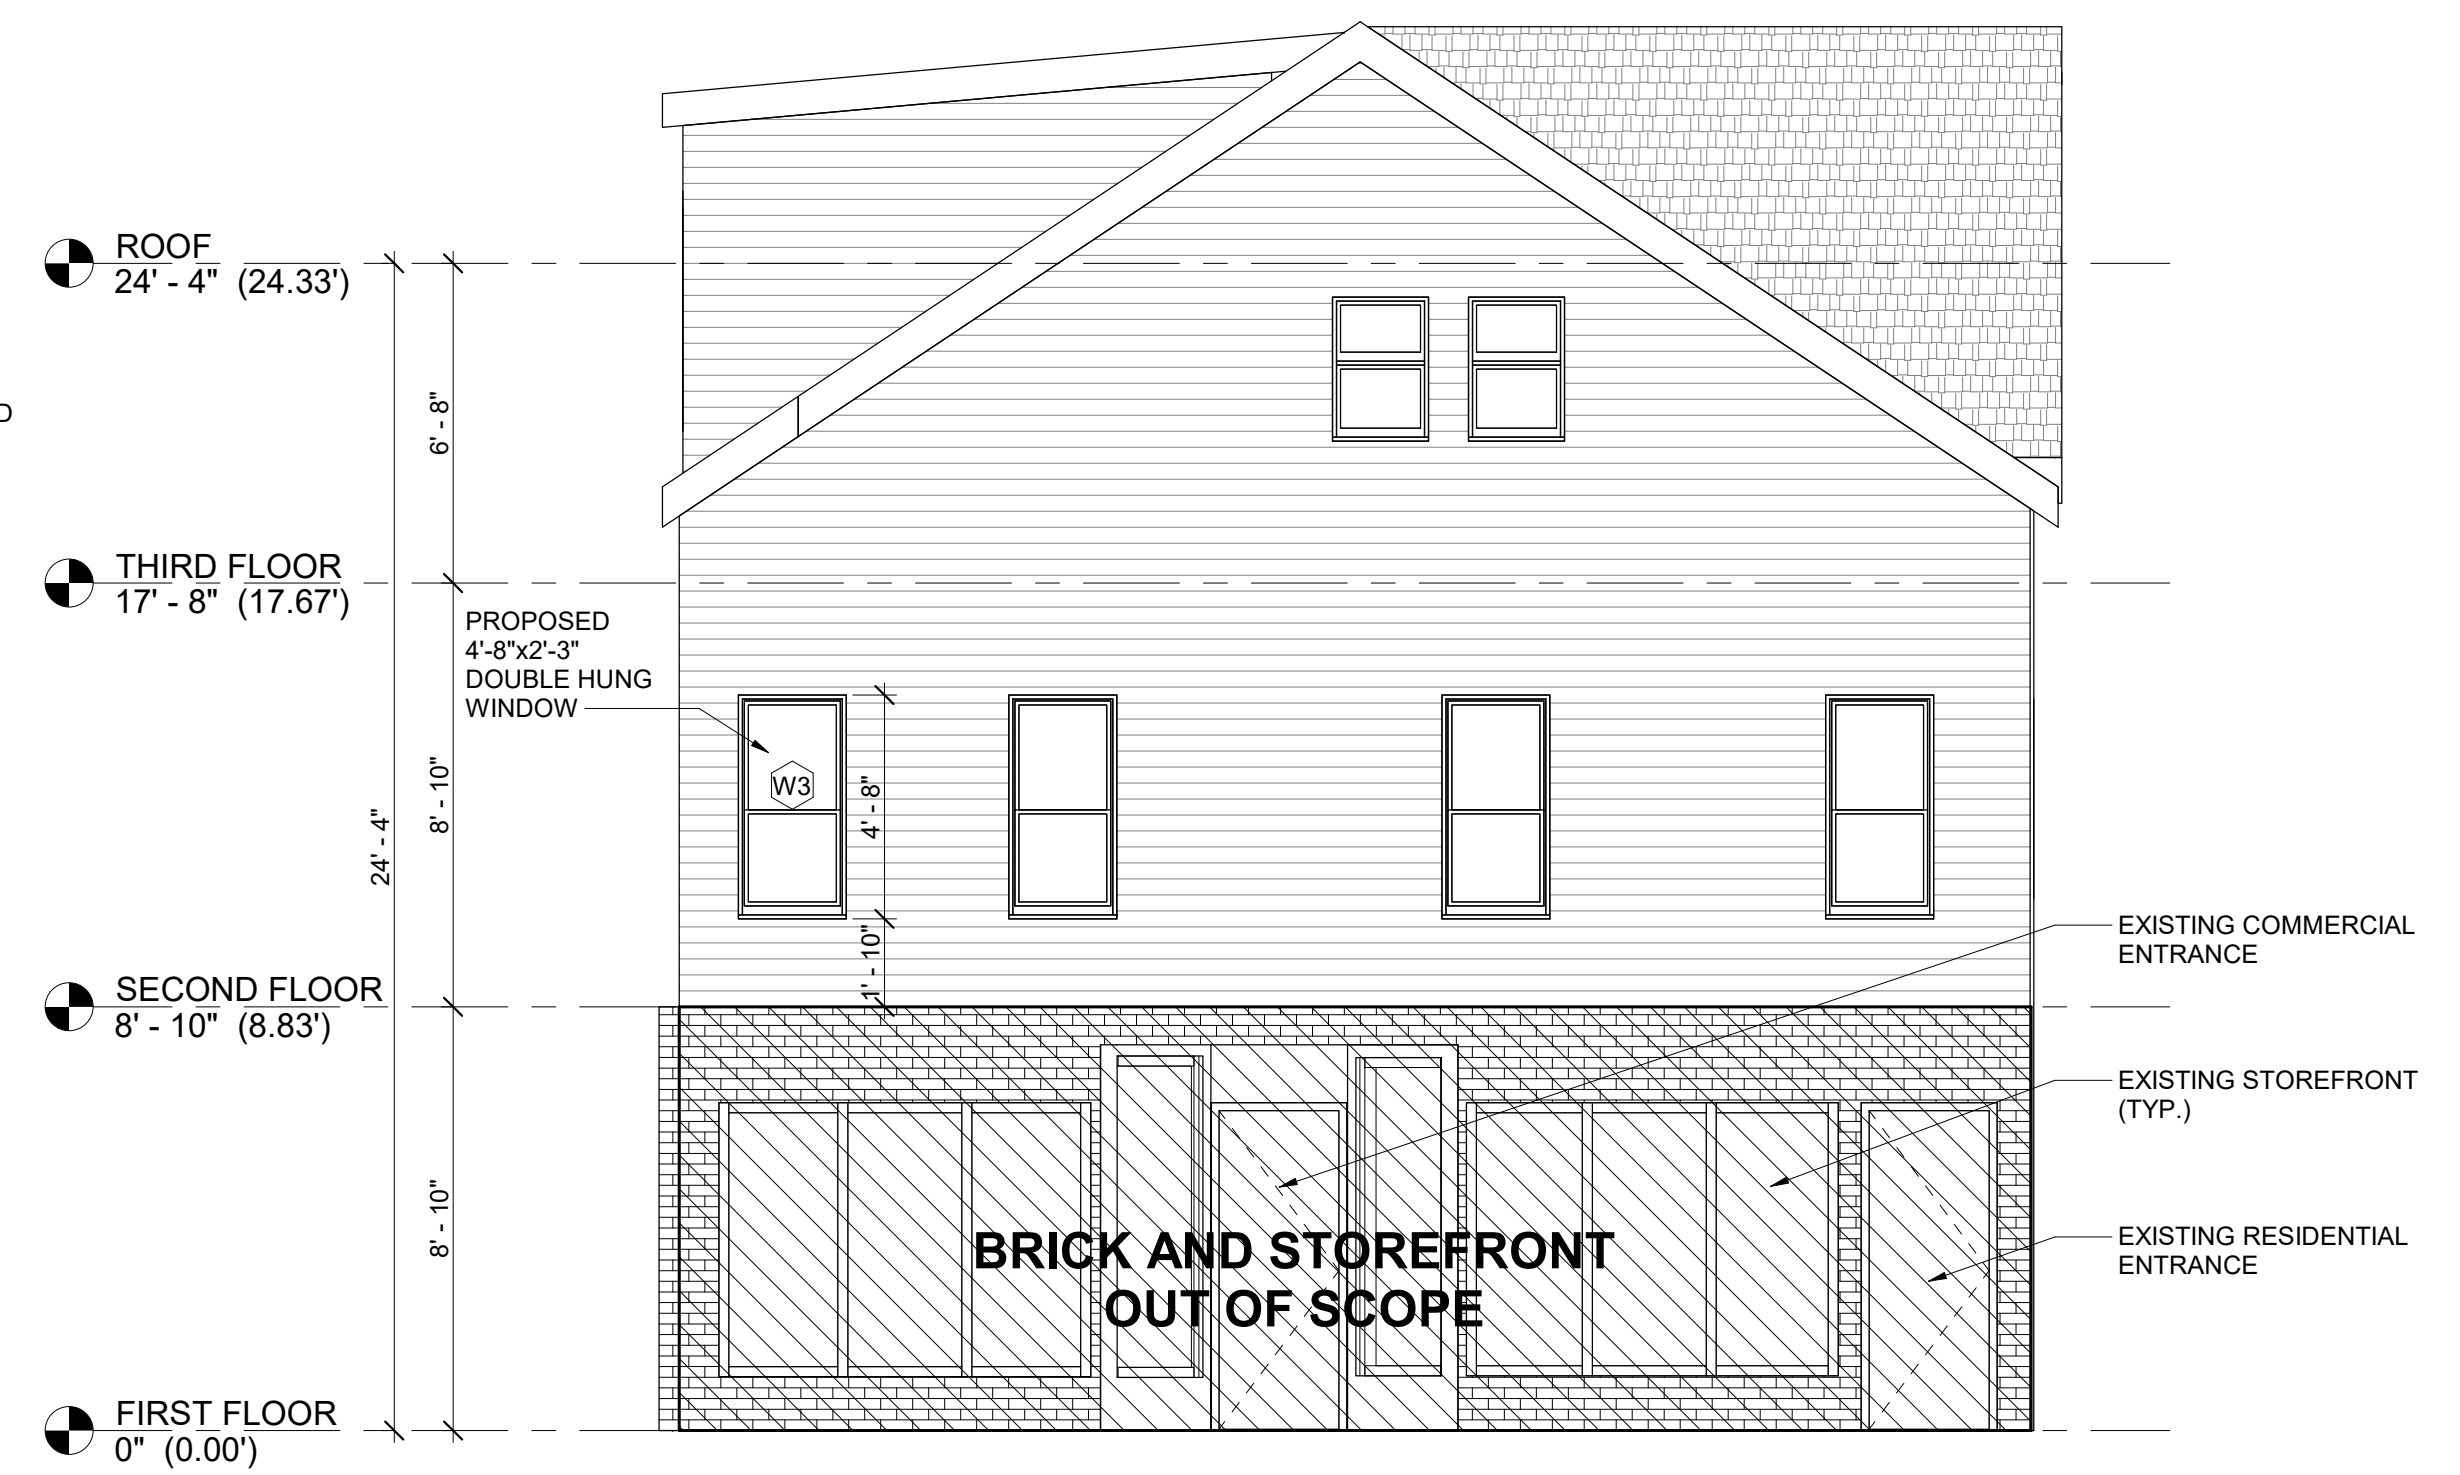 ROOF
24' - 4" (24.33')
D
6' - 8"
THIRD FLOOR
17' - 8" (17.67')
PROPOSED
4'-8"x2'-3"
DOUBLE HUNG
WINDOW
W3
8' - 10"
24' - 4"
4' - 8"
1' - 10"
SECOND FLOOR
8' - 10" (8.83')
EXISTING COMMERCIAL
ENTRANCE
EXISTING STOREFRONT
(TYP.)
8' - 10"
BRICK AND STOREFRONT
OUT OF SCOPE
EXISTING RESIDENTIAL
ENTRANCE
FIRST FLOOR
0" (0.00')